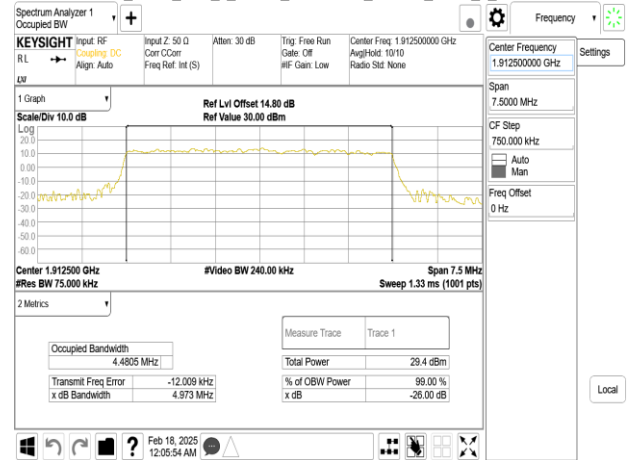 Spectrum Analyzer 1
Occupied BW
Frequency
KEYSIGHT
Input: RF
Coupling: DC
Align: Auto
Input Z: 50 Ω
Corr CCorr
Freq Ref: Int (S)
Atten: 30 dB
Trig: Free Run
Gate: Off
#IF Gain: Low
Center Freq: 1.912500000 GHz
Avg|Hold: 10/10
Radio Std: None
R L
LXI
Center Frequency
1.912500000 GHz
Settings
Span
7.5000 MHz
CF Step
750.000 kHz
Auto
Man
Freq Offset
0 Hz
1 Graph
Scale/Div 10.0 dB
Ref Lvl Offset 14.80 dB
Ref Value 30.00 dBm
Log
20.0
10.0
0.00
-10.0
-20.0
-30.0
-40.0
-50.0
-60.0
Center 1.912500 GHz
#Video BW 240.00 kHz
Span 7.5 MHz
#Res BW 75.000 kHz
Sweep 1.33 ms (1001 pts)
2 Metrics
Measure Trace
Trace 1
Occupied Bandwidth
4.4805 MHz
Total Power
29.4 dBm
Transmit Freq Error
-12.009 kHz
% of OBW Power
99.00 %
x dB Bandwidth
4.973 MHz
x dB
-26.00 dB
Local
Feb 18, 2025
12:05:54 AM